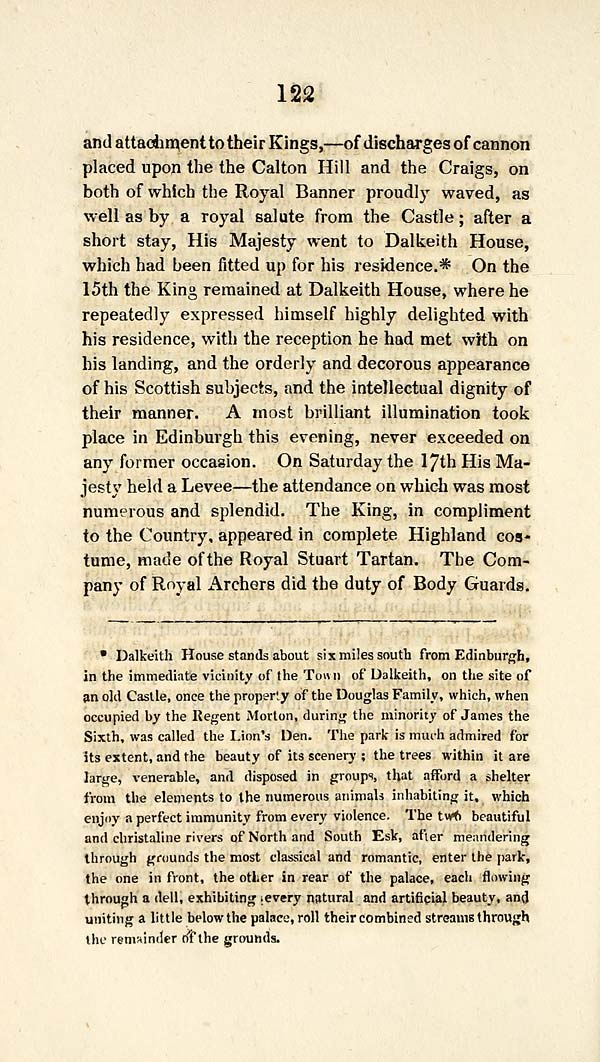 122
and attachment to their Kings,—of discharges of cannon
placed upon the the Calton Hill and the Craigs, on
both of which the Royal Banner proudly waved, as
well as by a royal salute from the Castle; after a
short stay, His Majesty went to Dalkeith House,
which had been fitted up for his residence.* On the
15th the King remained at Dalkeith House, where he
repeatedly expressed himself highly delighted with
his residence, with the reception he had met with on
his landing, and the orderly and decorous appearance
of his Scottish subjects, and the intellectual dignity of
their manner. A most brilliant illumination took
place in Edinburgh this evening, never exceeded on
any former occasion. On Saturday the 17th His Ma-
jesty held a Levee—the attendance on which was most
numerous and splendid. The King, in compliment
to the Country, appeared in complete Highland cos-
tume, made of the Royal Stuart Tartan. The Com-
pany of Royal Archers did the duty of Body Guards.
* Dalkeith House stands about six miles south from Edinburgh,
in the immediate vicinity of the Town of Dalkeith, on the site of
an old Castle, once the property of the Douglas Family, which, when
occupied by the Regent Morton, during the minority of James the
Sixth, was called the Lion's Den. The park is much admired for
its extent, and the beauty of its scenery; the trees within it are
large, venerable, and disposed in groups, that afford a shelter
from the elements to the numerous animals inhabiting it, which
enjoy a perfect immunity from every violence. The two beautiful
and christaline rivers of North and South Esk, after meandering
through grounds the most classical and romantic, enter the park,
the one in front, the other in rear of the palace, each flowing
through a dell, exhibiting every natural and artificial beauty, and
uniting a little below the palace, roll their combined streams through
the remainder of the grounds.